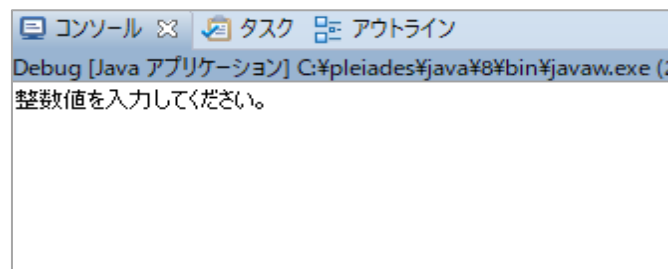 コンソール タスク アウトライン
Debug [Java アプリケーション] C:¥pleiades¥java¥8¥bin¥javaw.exe (2
整数値を入力してください。